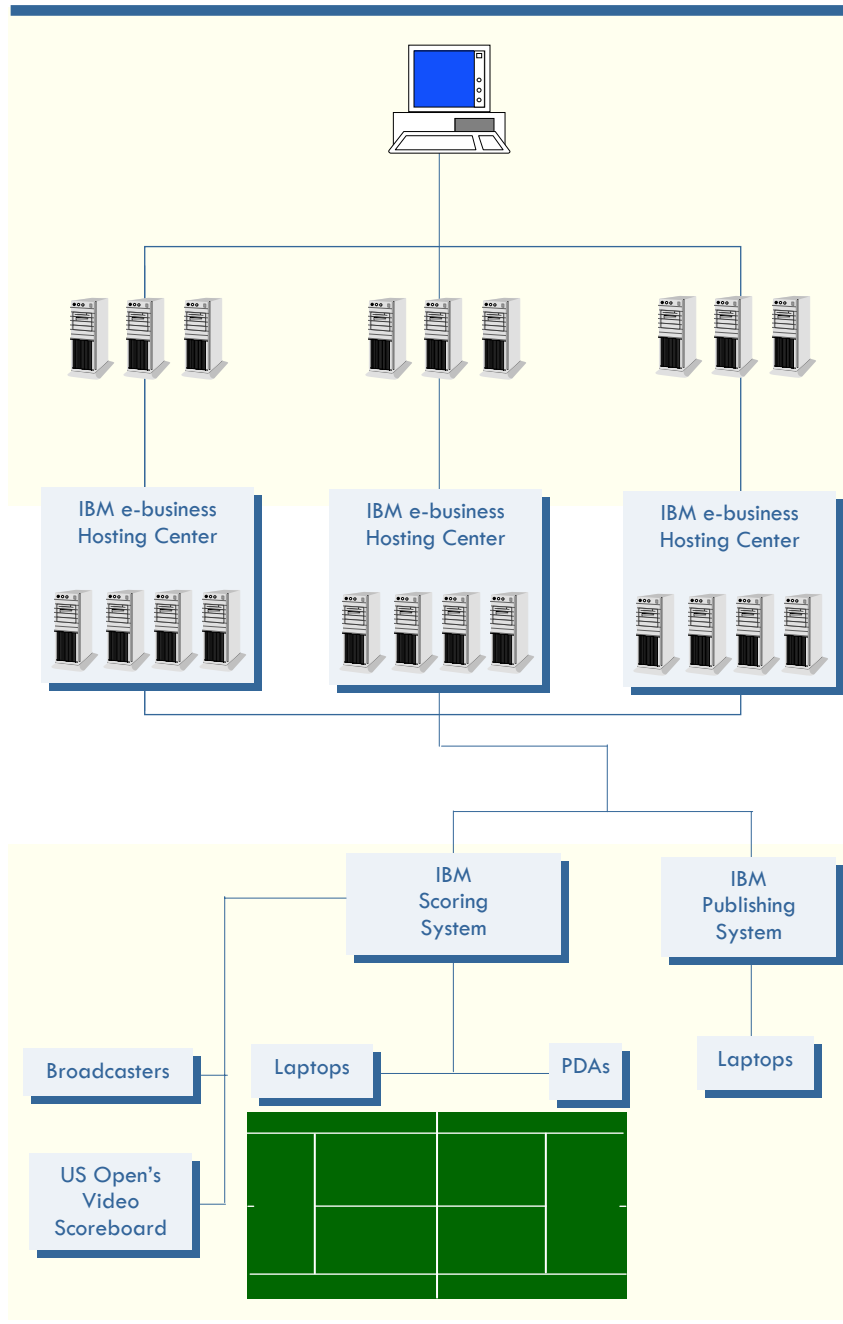 IBM e-business
Hosting Center
IBM e-business
Hosting Center
IBM e-business
Hosting Center
IBM
Scoring
System
IBM
Publishing
System
Broadcasters
Laptops
PDAs
Laptops
US Open's
Video
Scoreboard